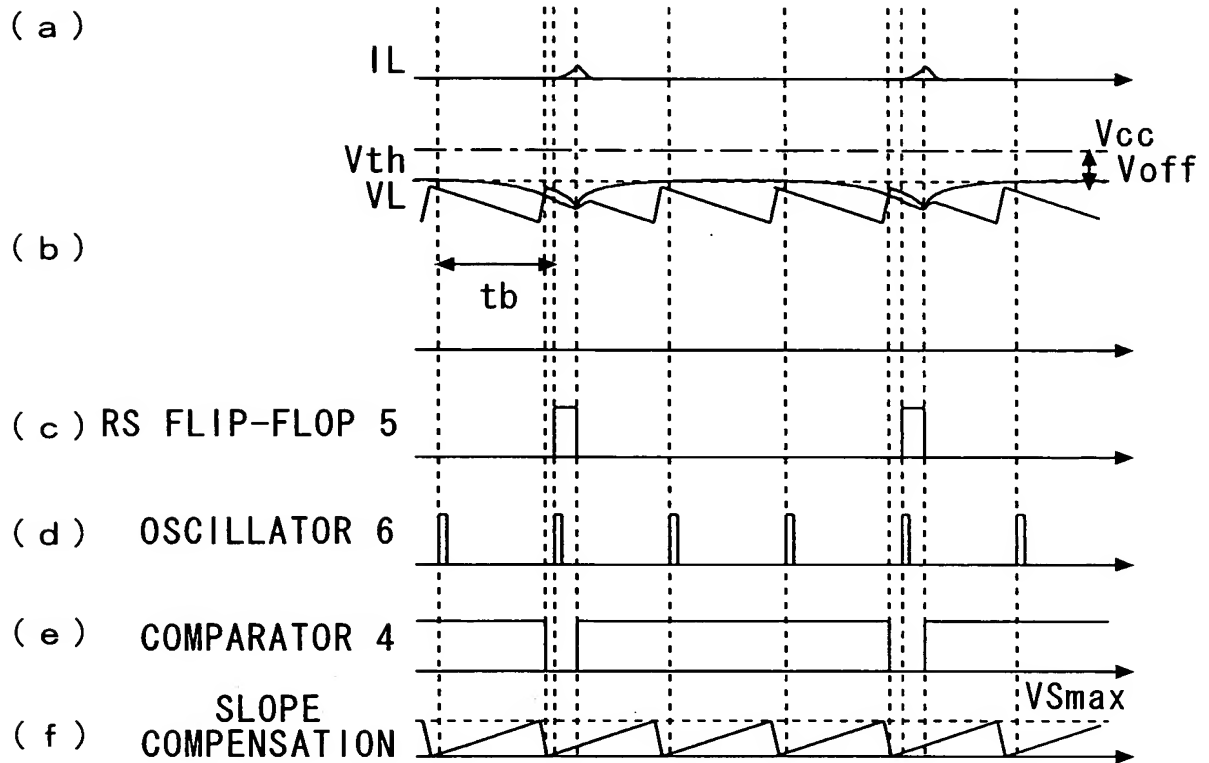 (a)
IL
Vcc
Vth
Voff
VL
(b)
tb
(c) RS FLIP-FLOP 5
(d) OSCILLATOR 6
(e) COMPARATOR 4
VSmax
SLOPE
(f) COMPENSATION